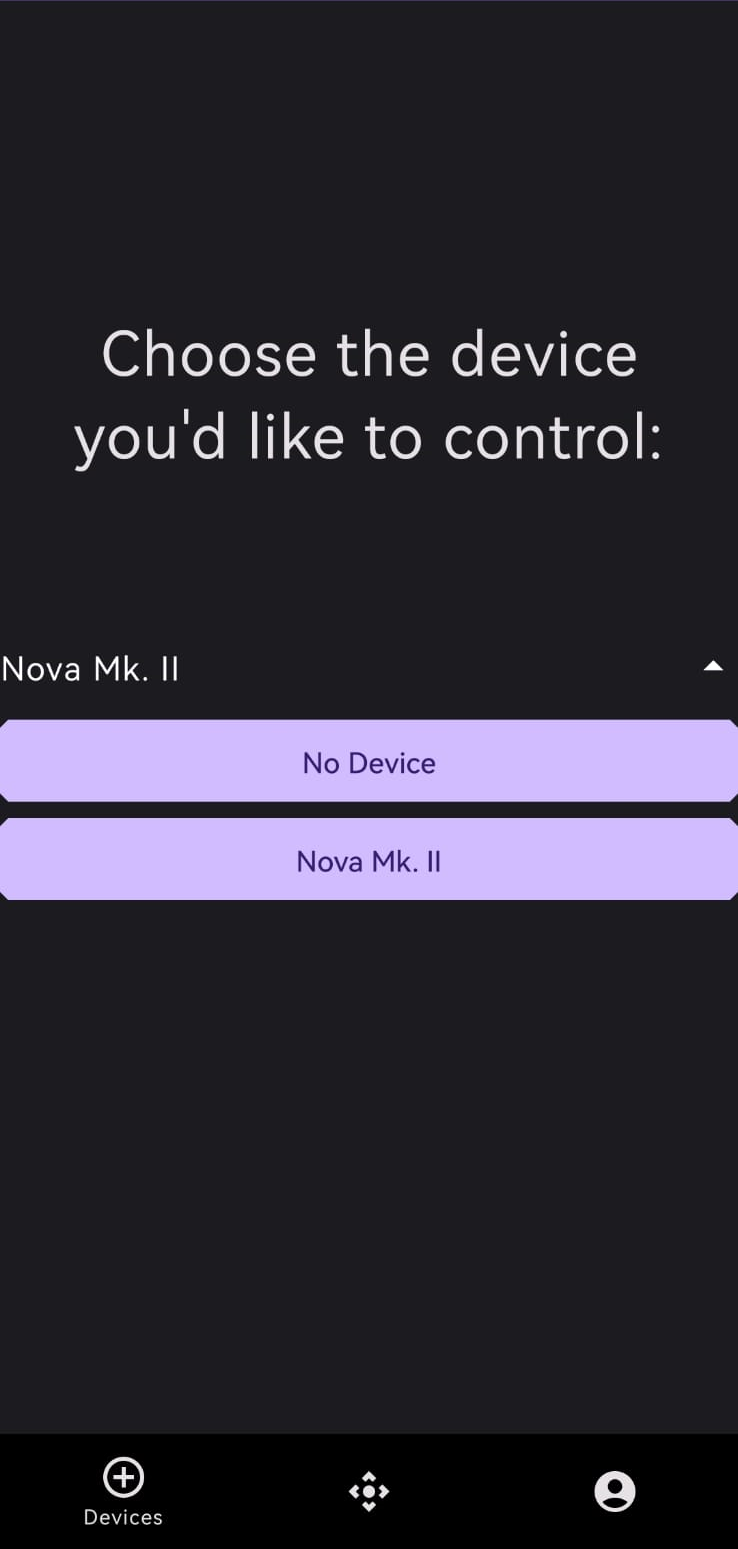 Choose the device
you'd like to control:
Nova Mk. II
No Device
Nova Mk. II
Devices